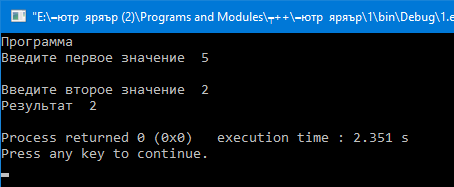 "E:\┅ютр  яряър (2)\Programs and Modules\╤++\┅ютр  яряър\1\bin\Debug\1.e
Программа
Введите первое значение  5
Введите второе значение  2
Результат  2
Process returned 0 (0x0)   execution time : 2.351 s
Press any key to continue.